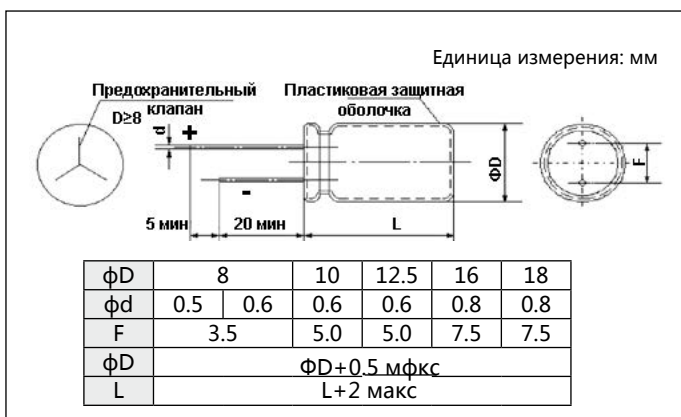 Единица измерения: мм
Предохранительный клапан
D≥8
Пластиковая защитная оболочка
d
+
-
ΦD
F
5 мин
20 мин
L
ϕD 8 10 12.5 16 18
ϕd 0.5 0.6 0.6 0.6 0.8 0.8
F 3.5 5.0 5.0 7.5 7.5
ϕD ΦD+0.5 мфкс
L L+2 макс